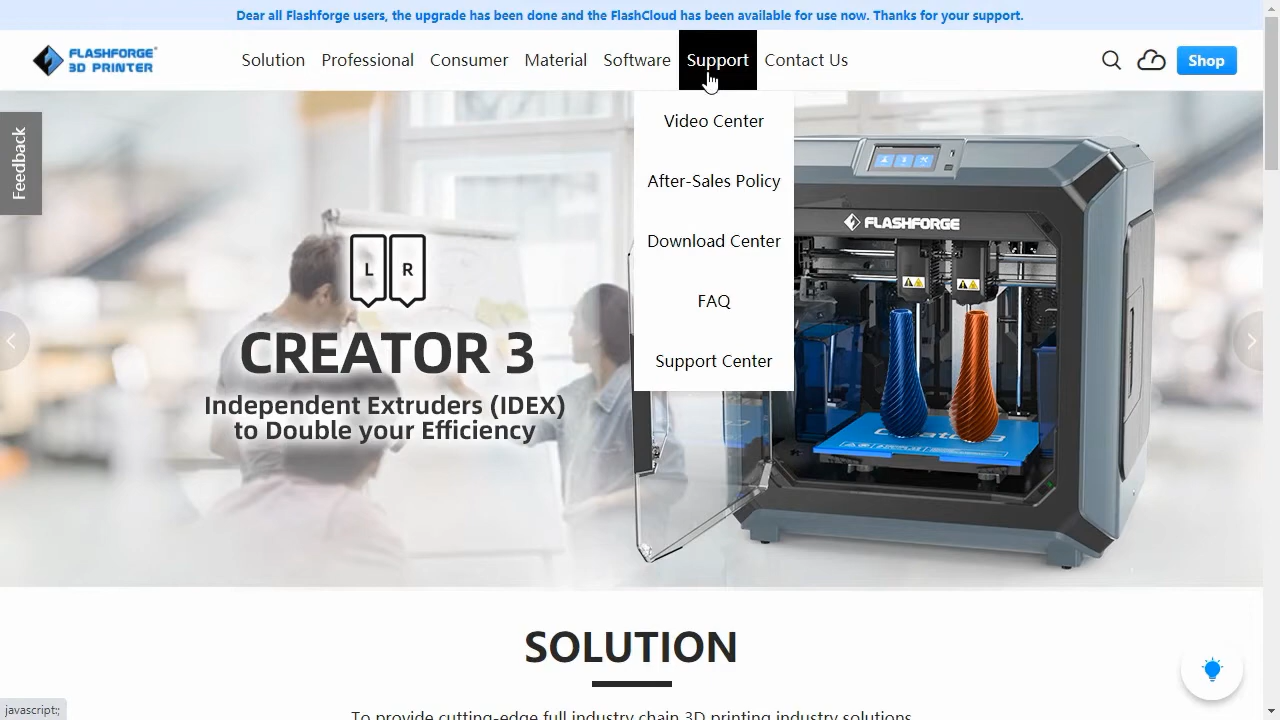 Dear all Flashforge users, the upgrade has been done and the FlashCloud has been available for use now. Thanks for your support.
FLASHFORGE
3D PRINTER
Solution Professional Consumer Material Software Support Contact Us
Shop
Video Center
After-Sales Policy
Download Center
FAQ
Support Center
Feedback
L R
CREATOR 3
Independent Extruders (IDEX)
to Double your Efficiency
FLASHFORGE
SOLUTION
To provide cutting-edge full industry chain 3D printing industry solutions
javascript:;